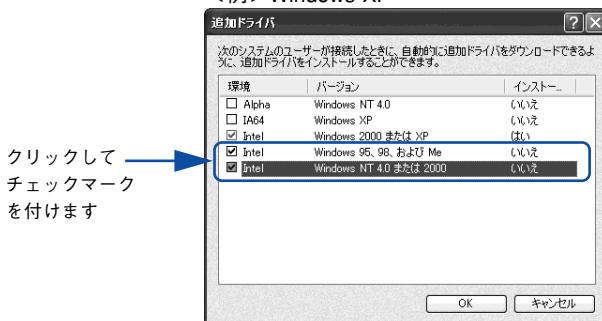 ＜例＞Windows XP
追加ドライバ
次のシステムのユーザーが接続したときに、自動的に追加ドライバをダウンロードできるよ
うに、追加ドライバをインストールすることができます。
環境 バージョン インストー...
Alpha Windows NT 4.0 いいえ
IA64 Windows XP いいえ
Intel Windows 2000 または XP はい
Intel Windows 95、98、および Me いいえ
Intel Windows NT 4.0 または 2000 いいえ
クリックして
チェックマーク
を付けます
OK キャンセル